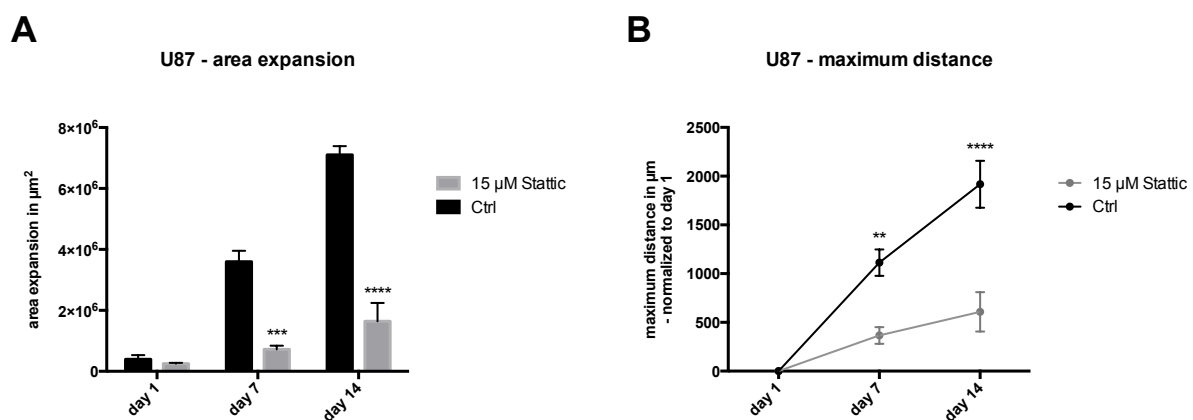 A
U87 - area expansion
8×10⁶
6×10⁶
4×10⁶
2×10⁶
0
area expansion in µm²
day 1
day 7
day 14
***
****
15 µM Stattic
Ctrl
B
U87 - maximum distance
2500
2000
1500
1000
500
0
maximum distance in µm
- normalized to day 1
day 1
day 7
day 14
**
****
15 µM Stattic
Ctrl